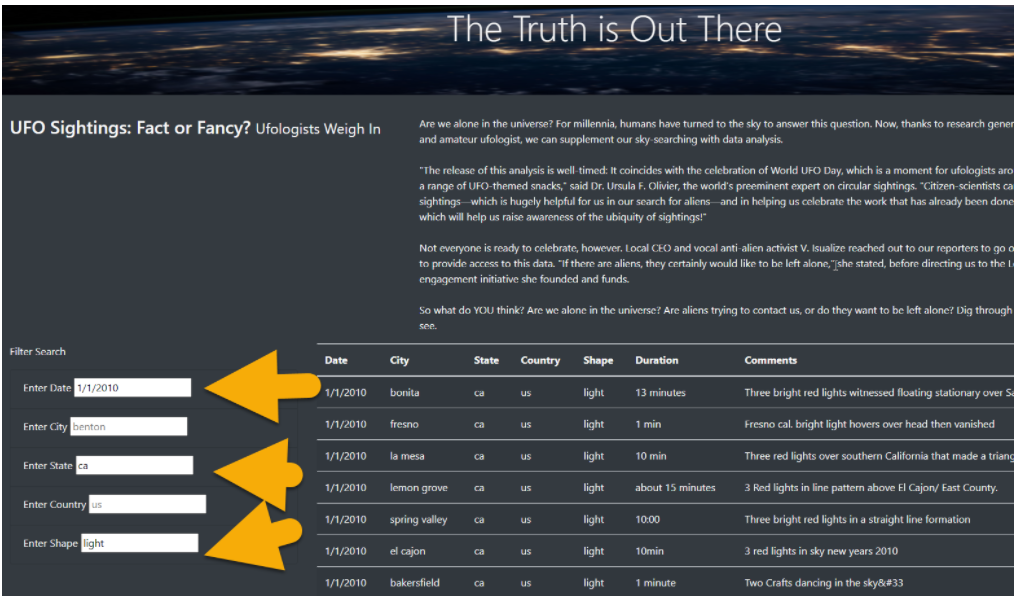 The Truth is Out There
UFO Sightings: Fact or Fancy? Ufologists Weigh In
Are we alone in the universe? For millennia, humans have turned to the sky to answer this question. Now, thanks to research
and amateur ufologist, we can supplement our sky-searching with data analysis.
"The release of this analysis is well-timed: It coincides with the celebration of World UFO Day, which is a moment for ufologists
a range of UFO-themed snacks," said Dr. Ursula F. Olivier, the world's preeminent expert on circular sightings. "Citizen-scientists
sightings—which is hugely helpful for us in our search for aliens—and in helping us celebrate the work that has already been done
which will help us raise awareness of the ubiquity of sightings!"
Not everyone is ready to celebrate, however. Local CEO and vocal anti-alien activist V. Isualize reached out to our reporters to go
to provide access to this data. "If there are aliens, they certainly would like to be left alone," she stated, before directing us to the
engagement initiative she founded and funds.
So what do YOU think? Are we alone in the universe? Are aliens trying to contact us, or do they want to be left alone? Dig through
see.
Filter Search
Enter Date 1/1/2010
Enter City benton
Enter State ca
Enter Country us
Enter Shape light
Date City State Country Shape Duration Comments
1/1/2010 bonita ca us light 13 minutes Three bright red lights witnessed floating stationary over
1/1/2010 fresno ca us light 1 min Fresno cal. bright light hovers over head then vanished
1/1/2010 la mesa ca us light 10 min Three red lights over southern California that made a
1/1/2010 lemon grove ca us light about 15 minutes 3 Red lights in line pattern above El Cajon/ East County.
1/1/2010 spring valley ca us light 10:00 Three bright red lights in a straight line formation
1/1/2010 el cajon ca us light 10min 3 red lights in sky new years 2010
1/1/2010 bakersfield ca us light 1 minute Two Crafts dancing in the sky&#33